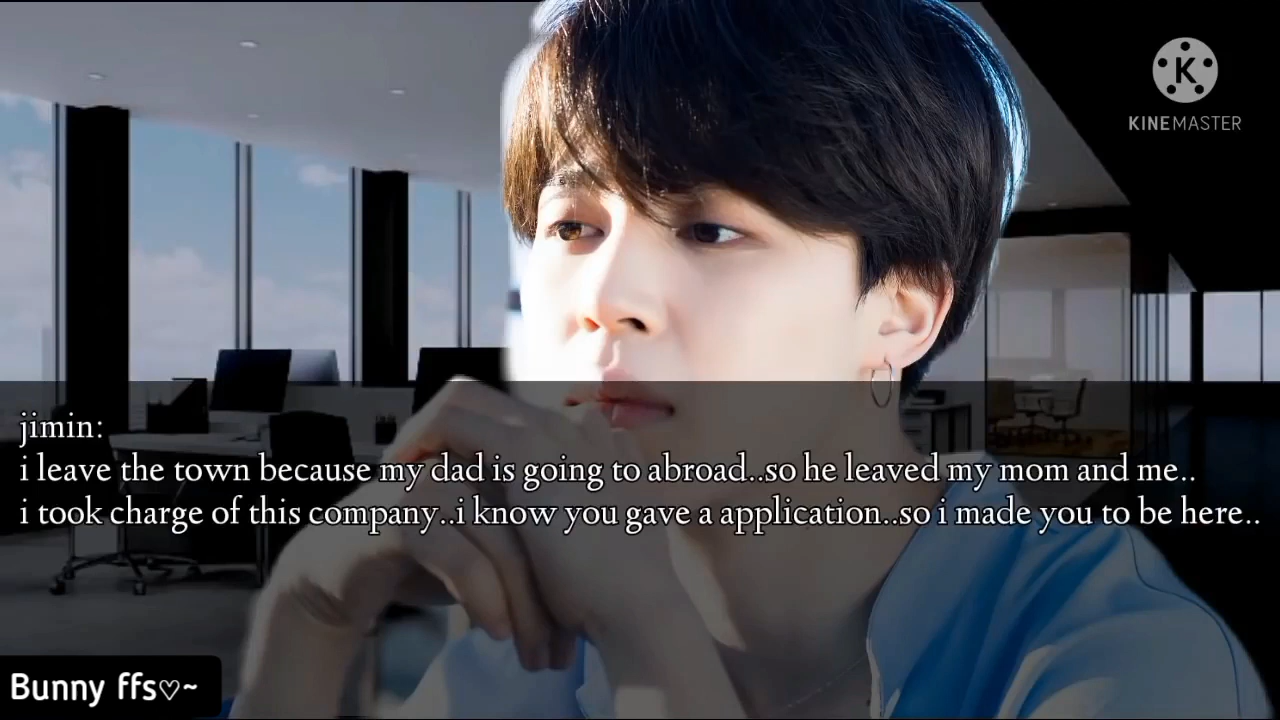 K
KINEMASTER
jimin:
i leave the town because my dad is going to abroad..so he leaved my mom and me..
i took charge of this company..i know you gave a application..so i made you to be here..
Bunny ffs♡~